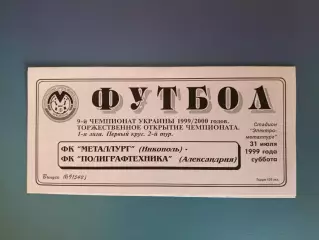 ФУТБОЛ
9-й ЧЕМПИОНАТ УКРАИНЫ 1999/2000 годов.
ТОРЖЕСТВЕННОЕ ОТКРЫТИЕ ЧЕМПИОНАТА.
1-я лига. Первый круг. 2-й тур.
ФК "МЕТАЛЛУРГ" (Никополь) -
ФК "ПОЛИГРАФТЕХНИКА" (Александрия)
Стадион
"Электро-
металлург"
31 июля
1999 года
суббота